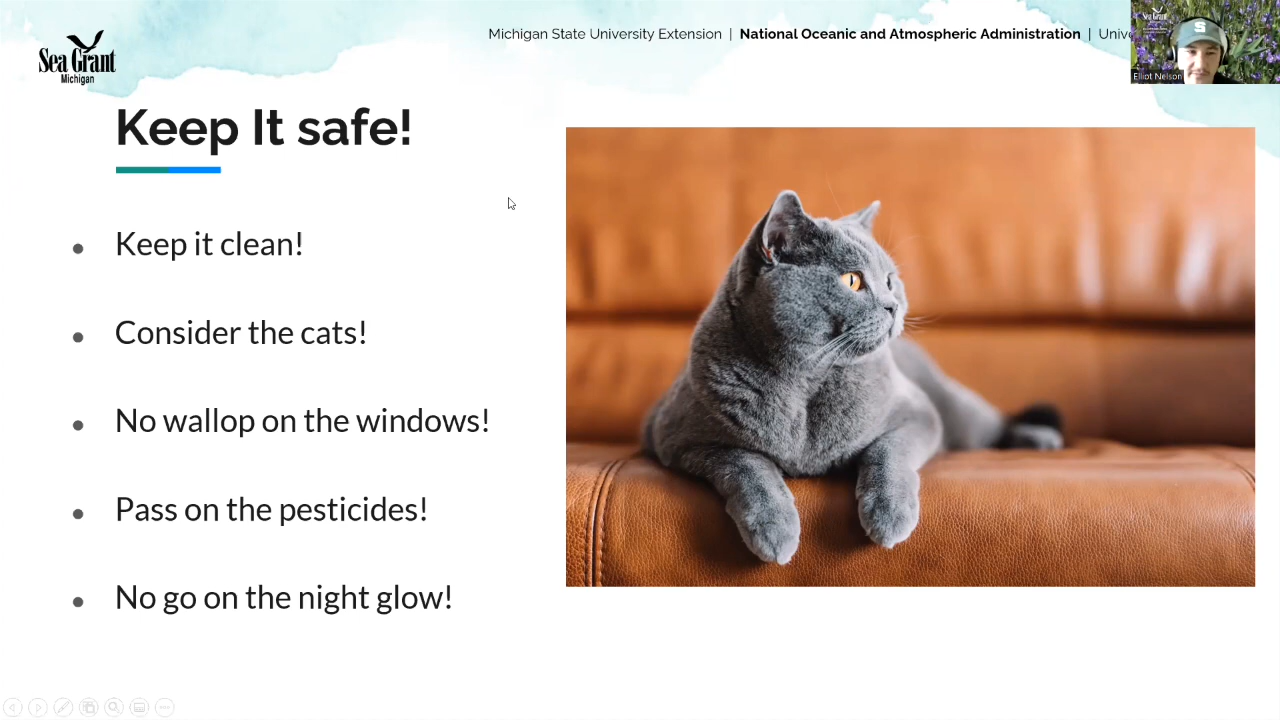 Michigan State University Extension | National Oceanic and Atmospheric Administration |
Sea Grant
Michigan
S
Elliot Nelson
Keep It safe!
Keep it clean!
Consider the cats!
No wallop on the windows!
Pass on the pesticides!
No go on the night glow!